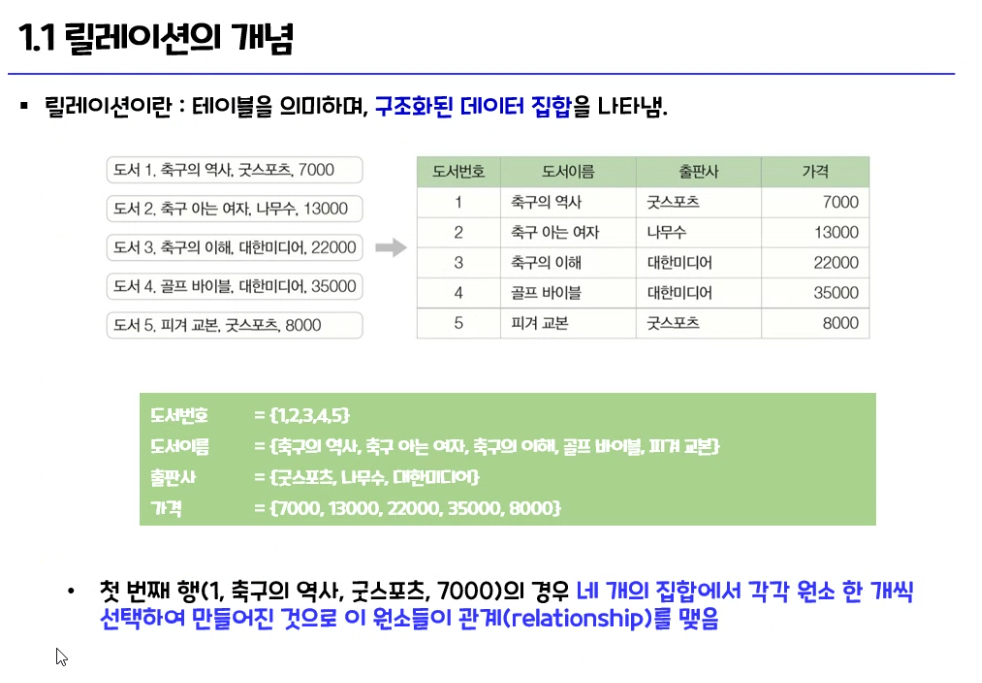 1.1 릴레이션의 개념
▪ 릴레이션이란 : 테이블을 의미하며, 구조화된 데이터 집합을 나타냄.
도서 1, 축구의 역사, 굿스포츠, 7000
도서 2, 축구 아는 여자, 나무수, 13000
도서 3, 축구의 이해, 대한미디어, 22000
도서 4, 골프 바이블, 대한미디어, 35000
도서 5, 피겨 교본, 굿스포츠, 8000
도서번호 도서이름 출판사 가격
1 축구의 역사 굿스포츠 7000
2 축구 아는 여자 나무수 13000
3 축구의 이해 대한미디어 22000
4 골프 바이블 대한미디어 35000
5 피겨 교본 굿스포츠 8000
도서번호 = {1,2,3,4,5}
도서이름 = {축구의 역사, 축구 아는 여자, 축구의 이해, 골프 바이블, 피겨 교본}
출판사 = {굿스포츠, 나무수, 대한미디어}
가격 = {7000, 13000, 22000, 35000, 8000}
• 첫 번째 행(1, 축구의 역사, 굿스포츠, 7000)의 경우 네 개의 집합에서 각각 원소 한 개씩
선택하여 만들어진 것으로 이 원소들이 관계(relationship)를 맺음